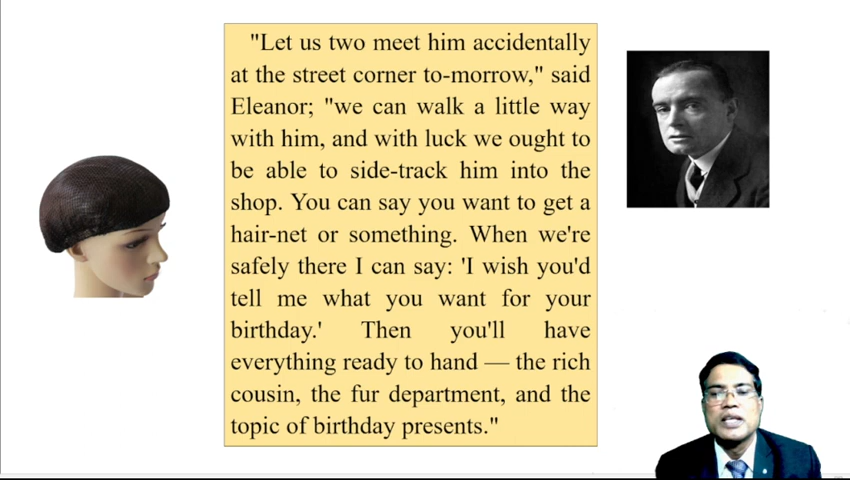 "Let us two meet him accidentally
at the street corner to-morrow," said
Eleanor; "we can walk a little way
with him, and with luck we ought to
be able to side-track him into the
shop. You can say you want to get a
hair-net or something. When we're
safely there I can say: 'I wish you'd
tell me what you want for your
birthday.' Then you'll have
everything ready to hand — the rich
cousin, the fur department, and the
topic of birthday presents."